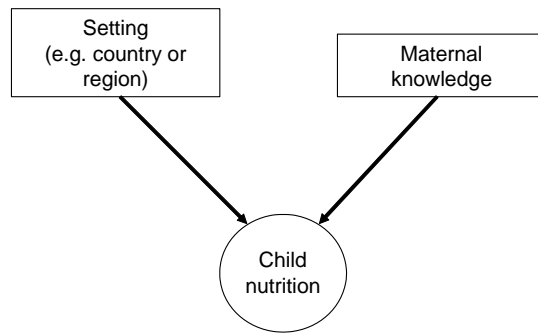 Setting
(e.g. country or
region)
Maternal
knowledge
Child
nutrition